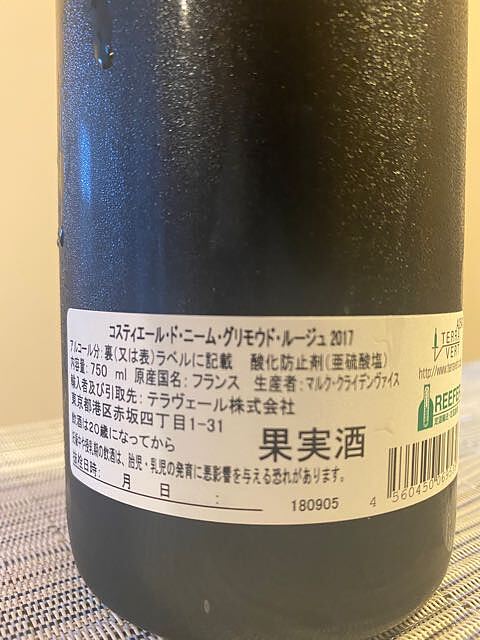 コスティエール・ド・ニーム・グリモウド・ルージュ 2017
アルコール分：裏(又は表)ラベルに記載 酸化防止剤(亜硫酸塩)
内容量：750 ml 原産国名：フランス 生産者：マルク・クライデンヴァイス
輸入者及び引取先：テラヴェール株式会社
東京都港区赤坂四丁目1-31
飲酒は20歳になってから
妊娠中や授乳期の飲酒は、胎児・乳児の発育に悪影響を与える恐れがあります。
抜栓日時： 月 日 ：
果実酒
180905
TERRA
VERT
REEFER
4 560450